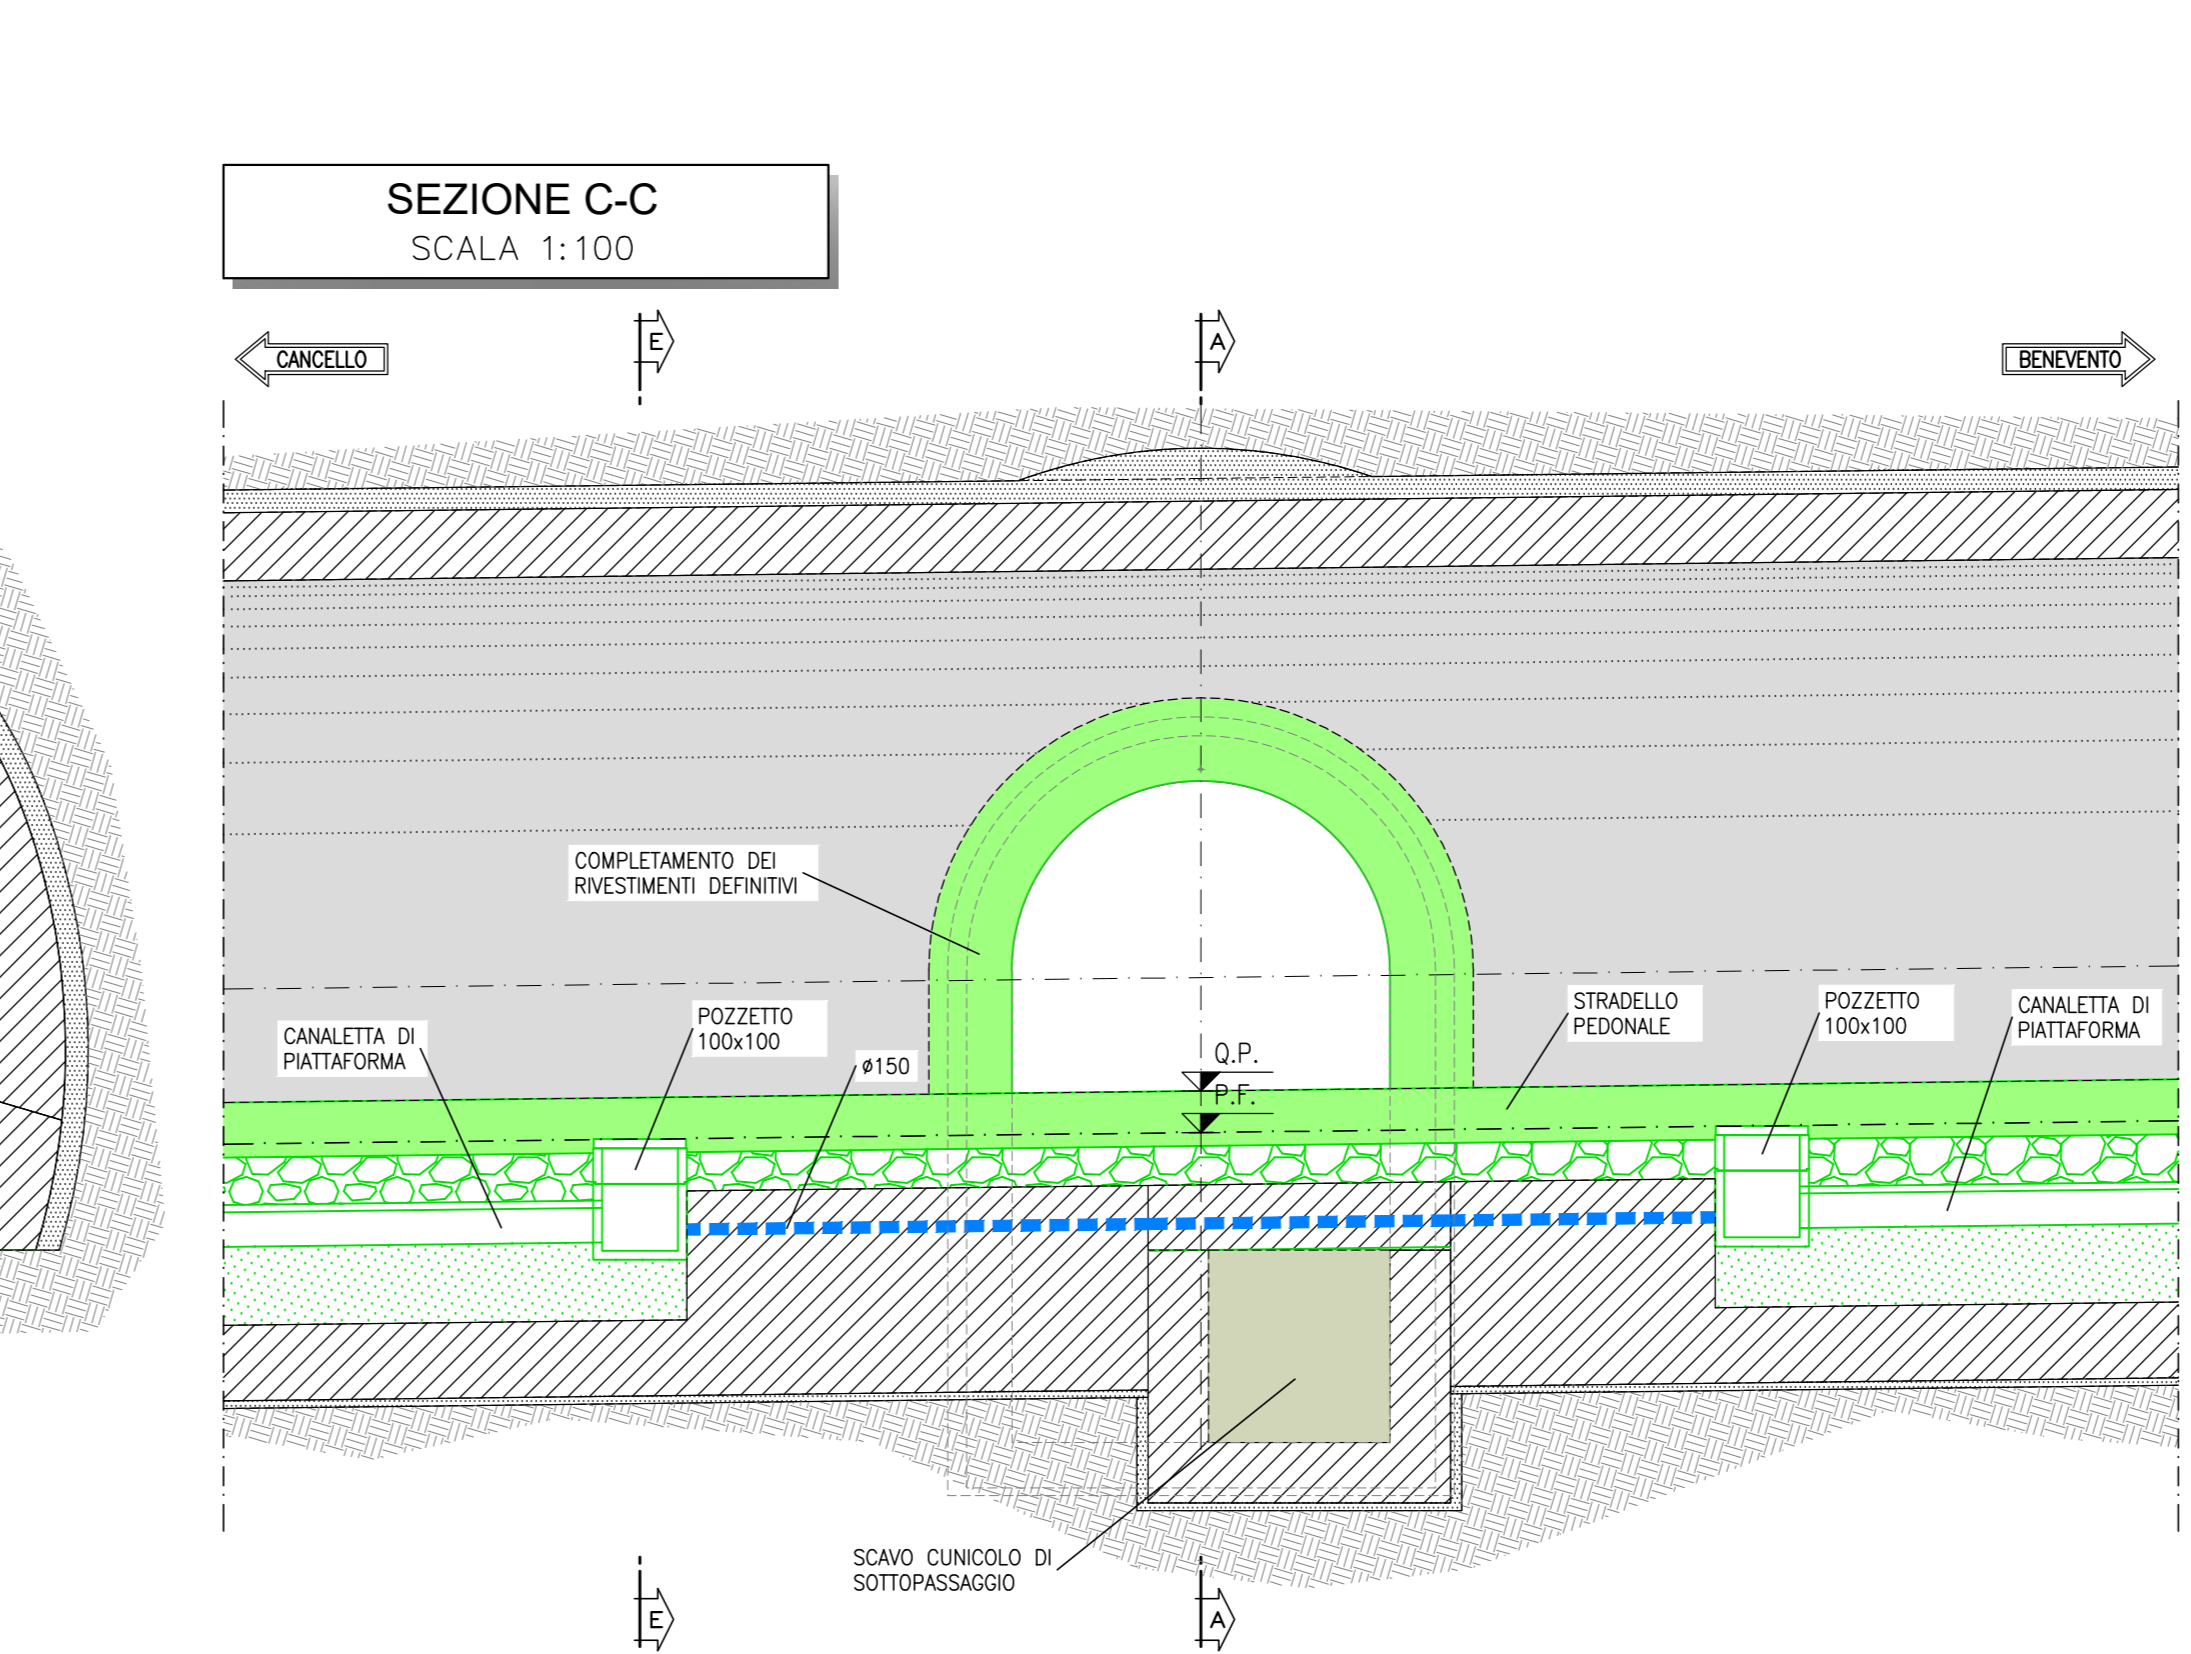 SEZIONE C-C
SCALA 1:100
E
A
CANCELLO
BENEVENTO
COMPLETAMENTO DEI
RIVESTIMENTI DEFINITIVI
CANALETTA DI
PIATTAFORMA
POZZETTO
100x100
ø150
Q.P.
P.F.
STRADELLO
PEDONALE
POZZETTO
100x100
CANALETTA DI
PIATTAFORMA
SCAVO CUNICOLO DI
SOTTOPASSAGGIO
E
A